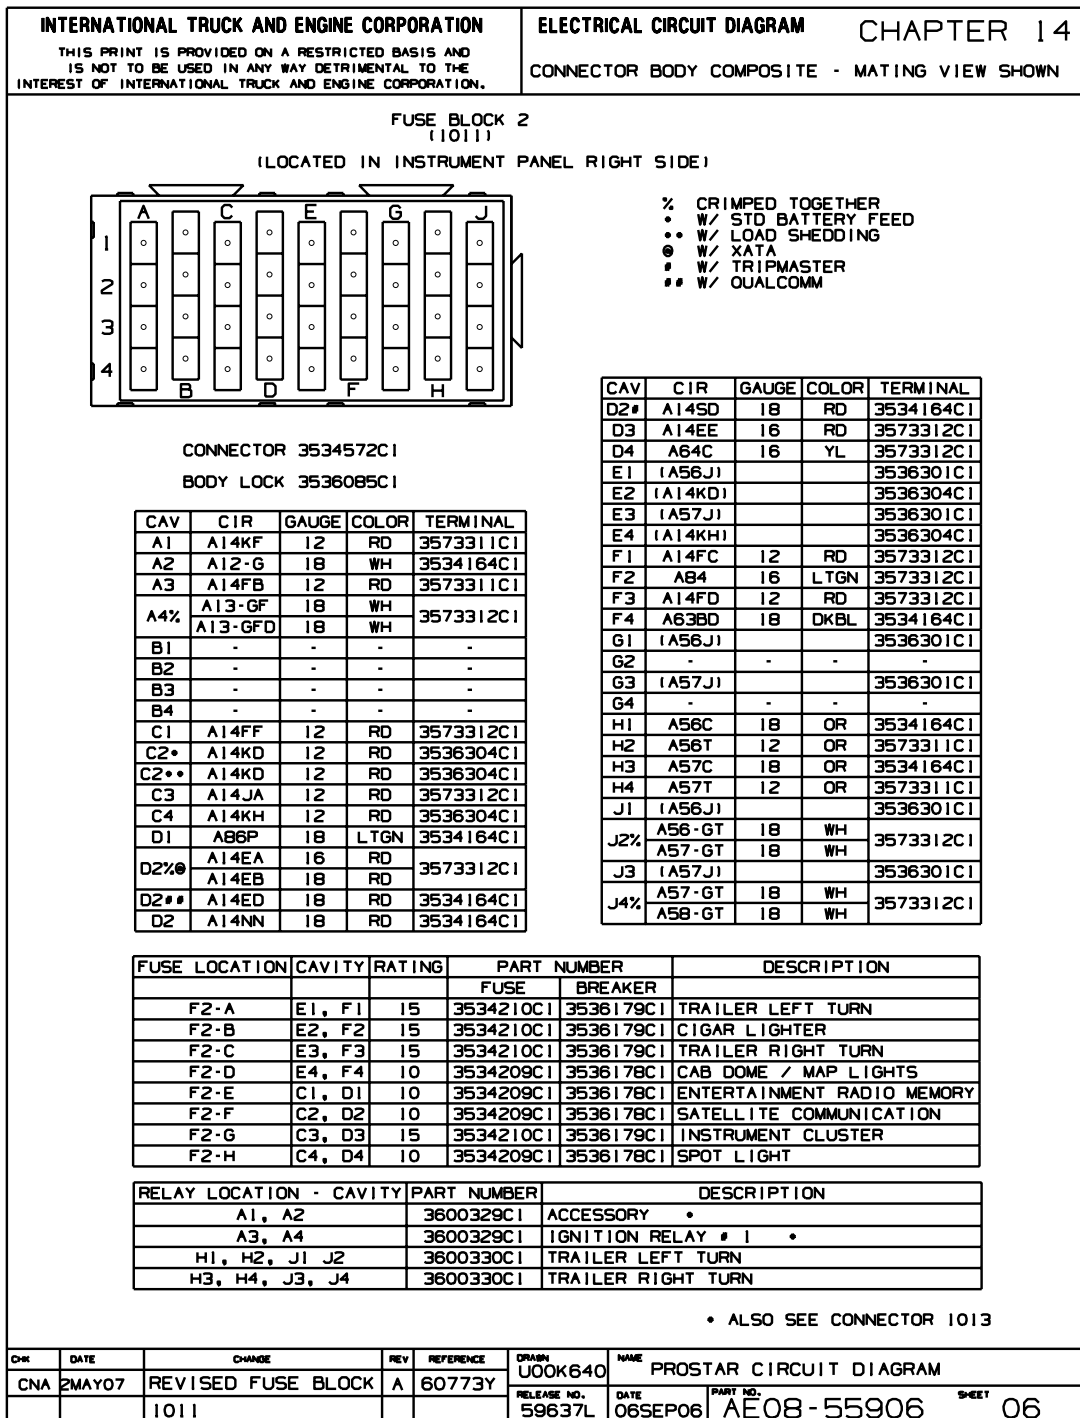 INTERNATIONAL TRUCK AND ENGINE CORPORATION
THIS PRINT IS PROVIDED ON A RESTRICTED BASIS AND
IS NOT TO BE USED IN ANY WAY DETRIMENTAL TO THE
INTEREST OF INTERNATIONAL TRUCK AND ENGINE CORPORATION.
ELECTRICAL CIRCUIT DIAGRAM CHAPTER 14
CONNECTOR BODY COMPOSITE - MATING VIEW SHOWN
FUSE BLOCK 2
(1011)
(LOCATED IN INSTRUMENT PANEL RIGHT SIDE)
A C E G J
1
2
3
4
B D F H
% CRIMPED TOGETHER
• W/ STD BATTERY FEED
•• W/ LOAD SHEDDING
@ W/ XATA
# W/ TRIPMASTER
## W/ QUALCOMM
CONNECTOR 3534572C1
BODY LOCK 3536085C1
CAV CIR GAUGE COLOR TERMINAL
A1 A14KF 12 RD 3573311C1
A2 A12-G 18 WH 3534164C1
A3 A14FB 12 RD 3573311C1
A4% A13-GF 18 WH 3573312C1
A13-GFD 18 WH
B1 - - - -
B2 - - - -
B3 - - - -
B4 - - - -
C1 A14FF 12 RD 3573312C1
C2• A14KD 12 RD 3536304C1
C2•• A14KD 12 RD 3536304C1
C3 A14JA 12 RD 3573312C1
C4 A14KH 12 RD 3536304C1
D1 A86P 18 LTGN 3534164C1
D2%@ A14EA 16 RD 3573312C1
A14EB 18 RD
D2## A14ED 18 RD 3534164C1
D2 A14NN 18 RD 3534164C1
CAV CIR GAUGE COLOR TERMINAL
D2# A14SD 18 RD 3534164C1
D3 A14EE 16 RD 3573312C1
D4 A64C 16 YL 3573312C1
E1 (A56J) 3536301C1
E2 (A14KD) 3536304C1
E3 (A57J) 3536301C1
E4 (A14KH) 3536304C1
F1 A14FC 12 RD 3573312C1
F2 A84 16 LTGN 3573312C1
F3 A14FD 12 RD 3573312C1
F4 A63BD 18 DKBL 3534164C1
G1 (A56J) 3536301C1
G2 - - - -
G3 (A57J) 3536301C1
G4 - - - -
H1 A56C 18 OR 3534164C1
H2 A56T 12 OR 3573311C1
H3 A57C 18 OR 3534164C1
H4 A57T 12 OR 3573311C1
J1 (A56J) 3536301C1
J2% A56-GT 18 WH 3573312C1
A57-GT 18 WH
J3 (A57J) 3536301C1
J4% A57-GT 18 WH 3573312C1
A58-GT 18 WH
FUSE LOCATION CAVITY RATING PART NUMBER DESCRIPTION
FUSE BREAKER
F2-A E1, F1 15 3534210C1 3536179C1 TRAILER LEFT TURN
F2-B E2, F2 15 3534210C1 3536179C1 CIGAR LIGHTER
F2-C E3, F3 15 3534210C1 3536179C1 TRAILER RIGHT TURN
F2-D E4, F4 10 3534209C1 3536178C1 CAB DOME / MAP LIGHTS
F2-E C1, D1 10 3534209C1 3536178C1 ENTERTAINMENT RADIO MEMORY
F2-F C2, D2 10 3534209C1 3536178C1 SATELLITE COMMUNICATION
F2-G C3, D3 15 3534210C1 3536179C1 INSTRUMENT CLUSTER
F2-H C4, D4 10 3534209C1 3536178C1 SPOT LIGHT
RELAY LOCATION - CAVITY PART NUMBER DESCRIPTION
A1, A2 3600329C1 ACCESSORY •
A3, A4 3600329C1 IGNITION RELAY # 1 •
H1, H2, J1 J2 3600330C1 TRAILER LEFT TURN
H3, H4, J3, J4 3600330C1 TRAILER RIGHT TURN
• ALSO SEE CONNECTOR 1013
CHK DATE CHANGE REV REFERENCE
CNA 2MAY07 REVISED FUSE BLOCK A 60773Y
1011
DRAWN U00K640 NAME PROSTAR CIRCUIT DIAGRAM
RELEASE NO. 59637L DATE 06SEP06 PART NO. AE08-55906 SHEET 06